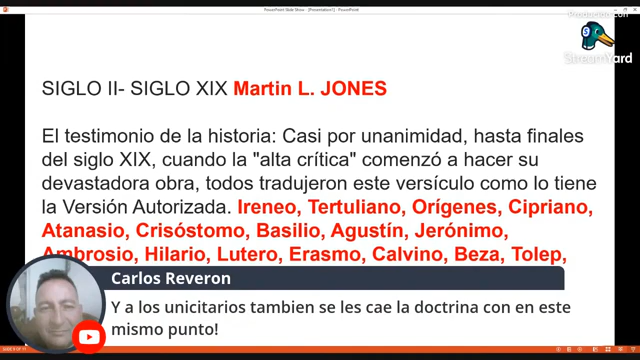 PowerPoint Slide Show - [Presentation1] - PowerPoint
Producido con
StreamYard
SIGLO II- SIGLO XIX Martin L. JONES
El testimonio de la historia: Casi por unanimidad, hasta finales
del siglo XIX, cuando la "alta crítica" comenzó a hacer su
devastadora obra, todos tradujeron este versículo como lo tiene
la Versión Autorizada. Ireneo, Tertuliano, Orígenes, Cipriano,
Atanasio, Crisóstomo, Basilio, Agustín, Jerónimo,
Ambrosio, Hilario, Lutero, Erasmo, Calvino, Beza, Tolep,
Carlos Reveron
Y a los unicitarios tambien se les cae la doctrina con en este
mismo punto!